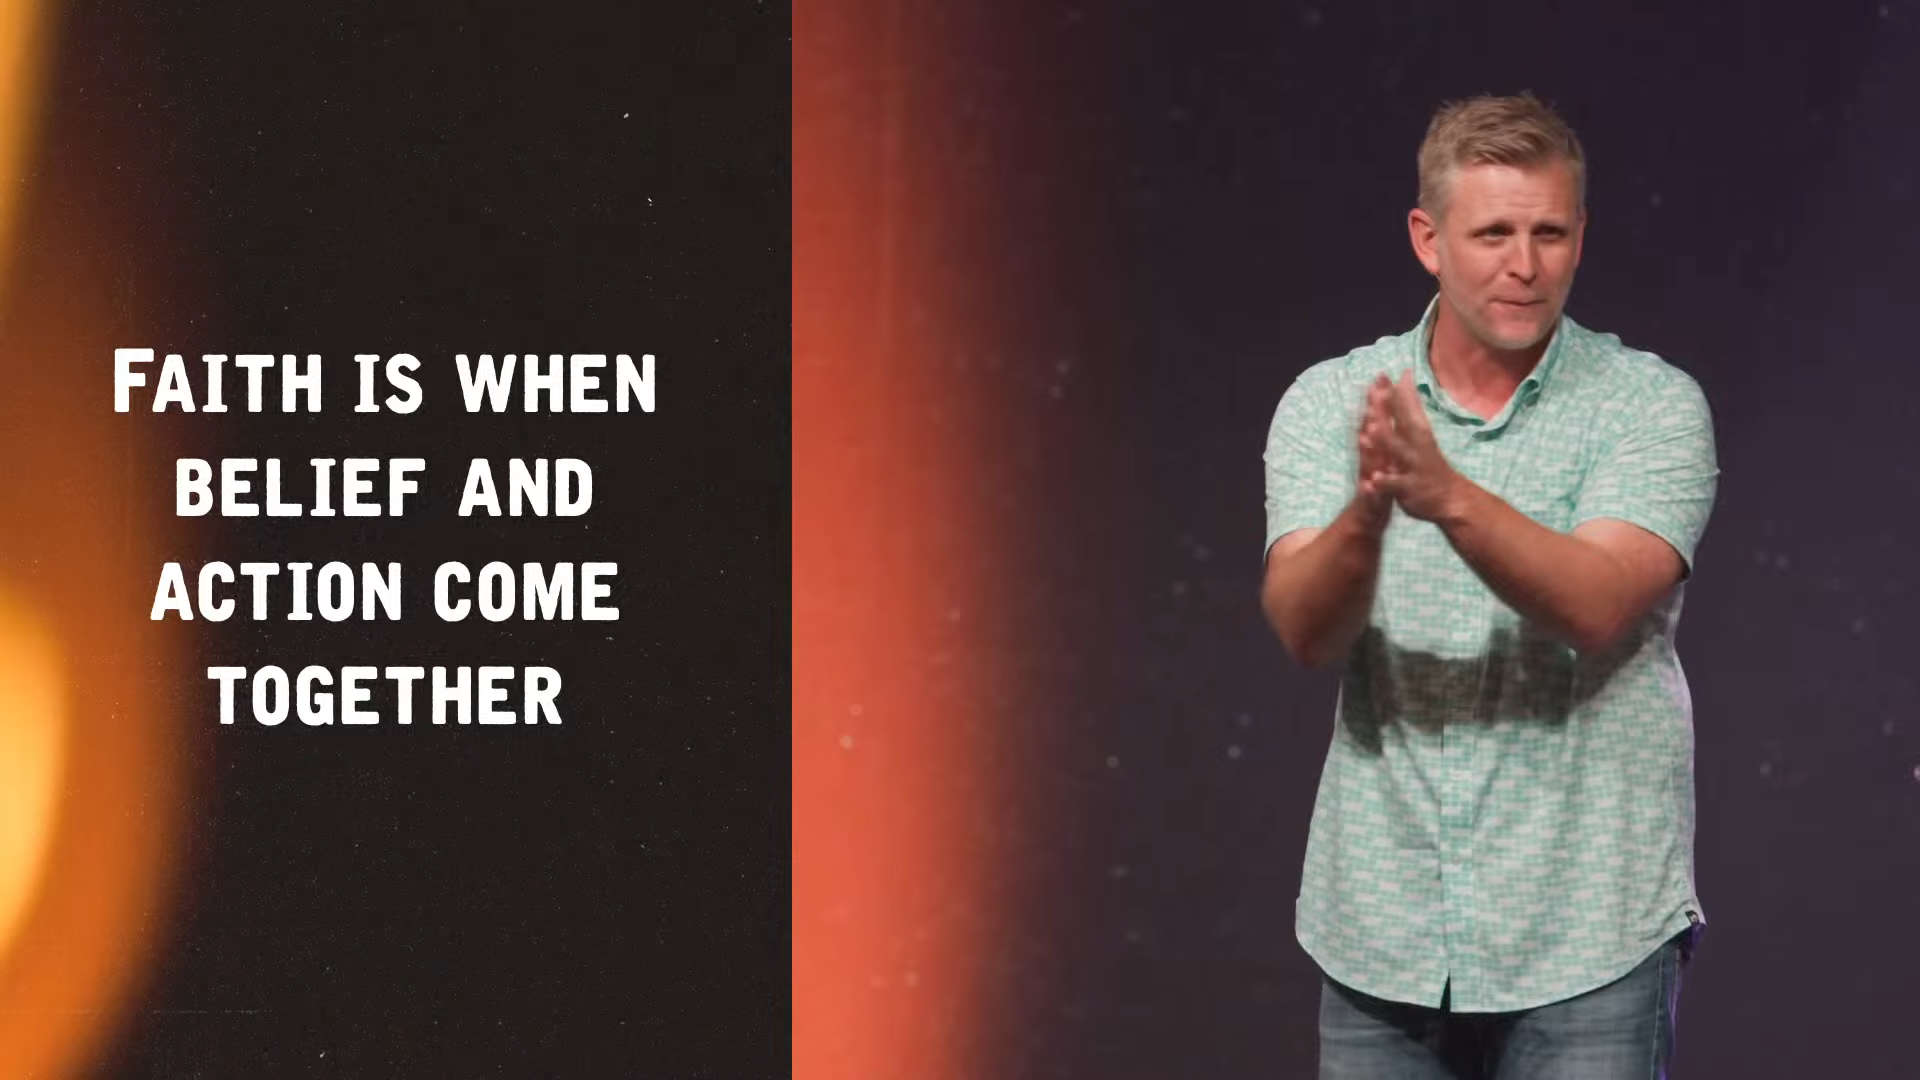 FAITH IS WHEN
BELIEF AND
ACTION COME
TOGETHER